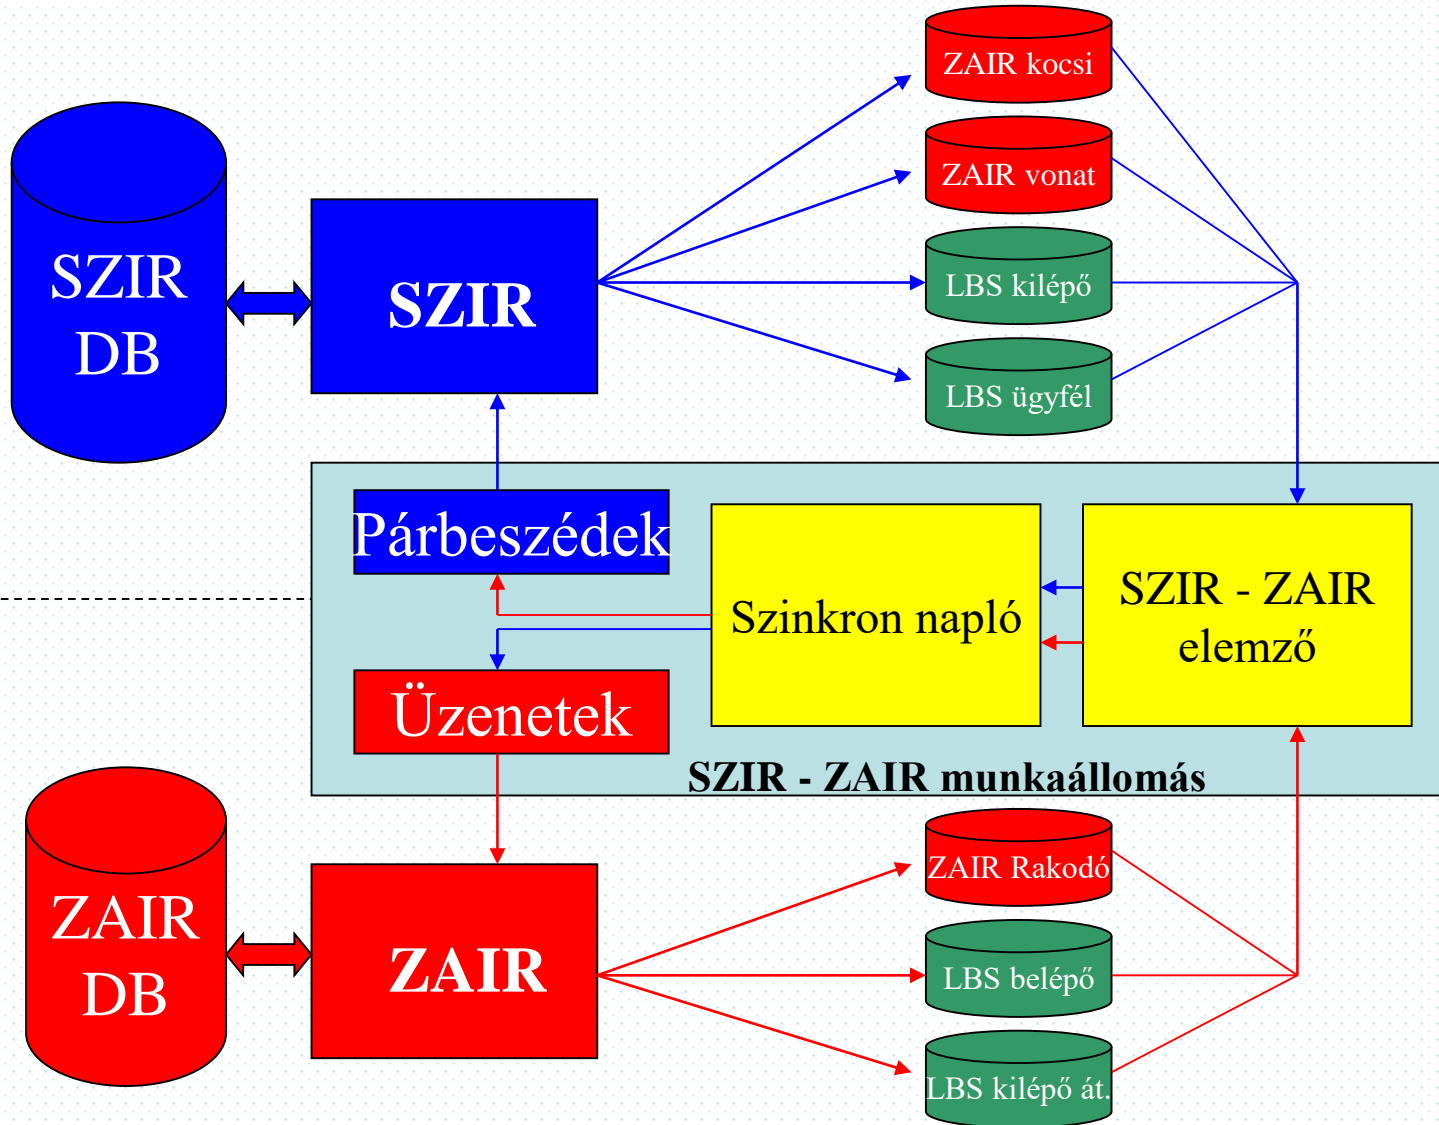 ZAIR kocsi
ZAIR vonat
LBS kilépő
LBS ügyfél
SZIR
DB
SZIR
Párbeszédek
Üzenetek
Szinkron napló
SZIR - ZAIR
elemző
SZIR - ZAIR munkaállomás
ZAIR
DB
ZAIR
ZAIR Rakodó
LBS belépő
LBS kilépő át.